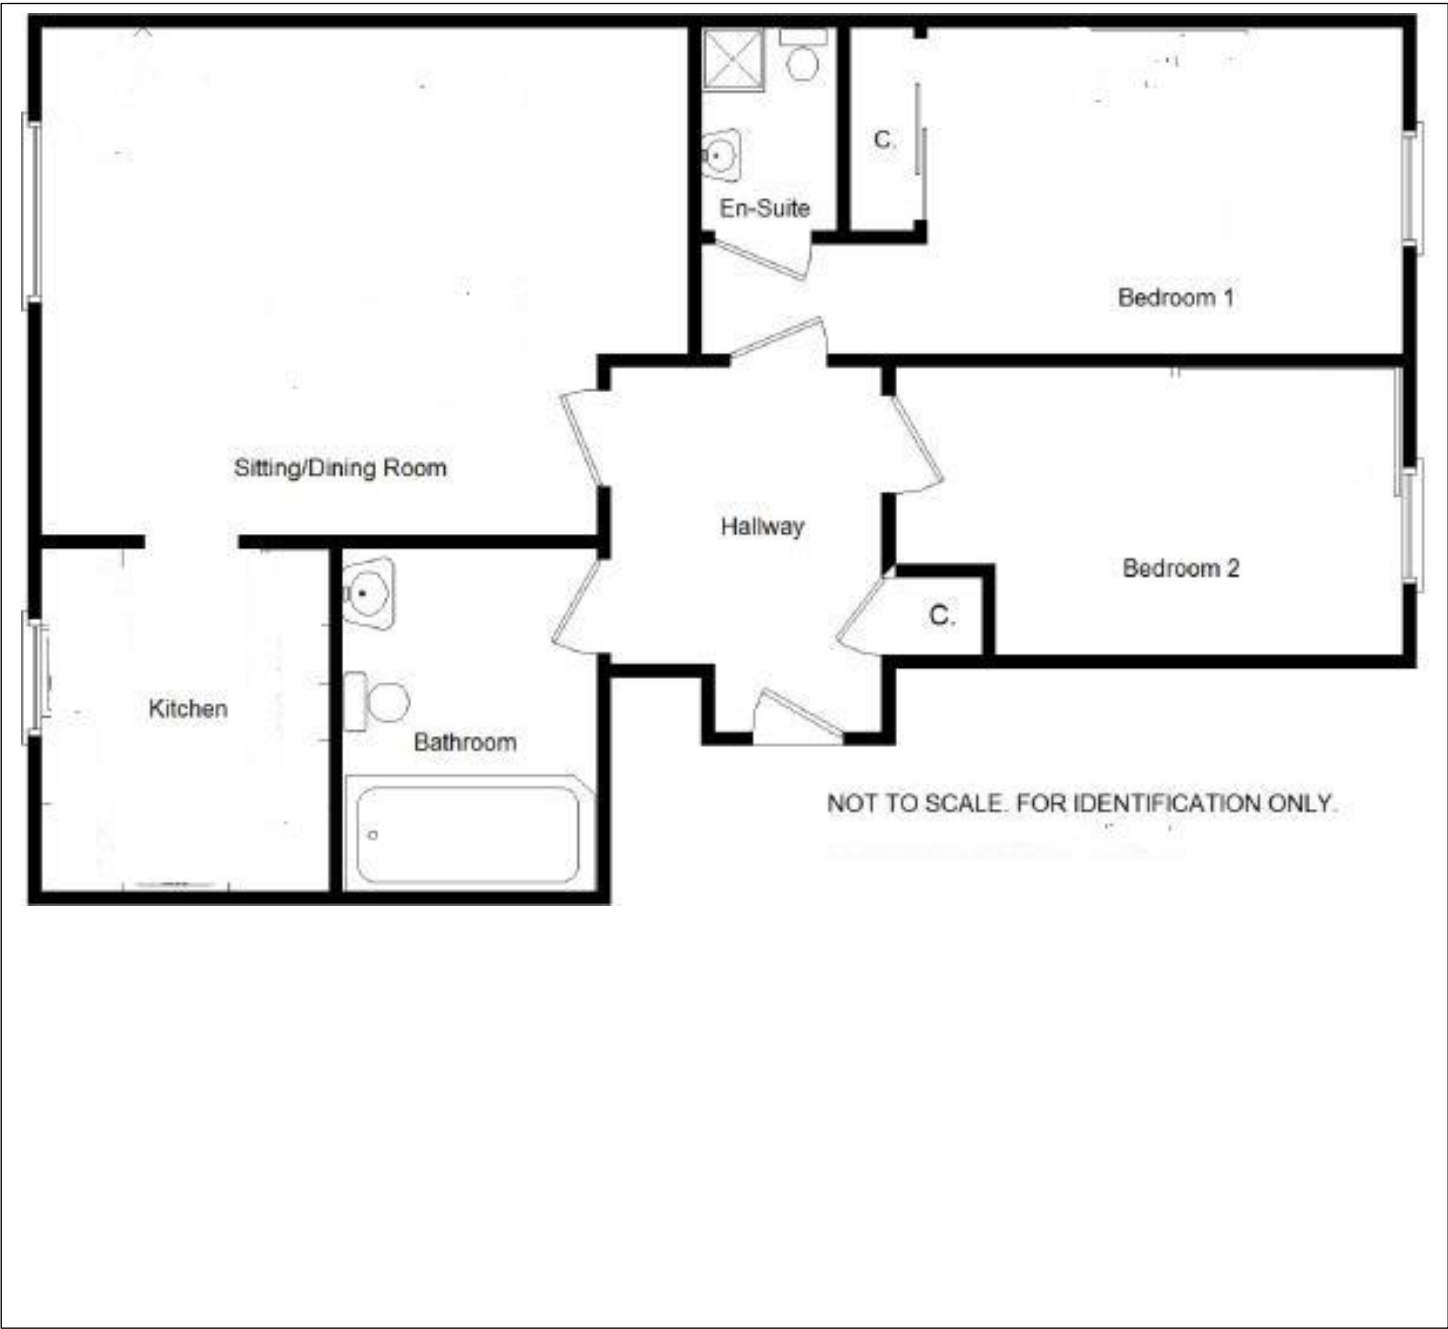 En-Suite
C.
Bedroom 1
Sitting/Dining Room
Hallway
Bedroom 2
C.
Kitchen
Bathroom
NOT TO SCALE. FOR IDENTIFICATION ONLY.